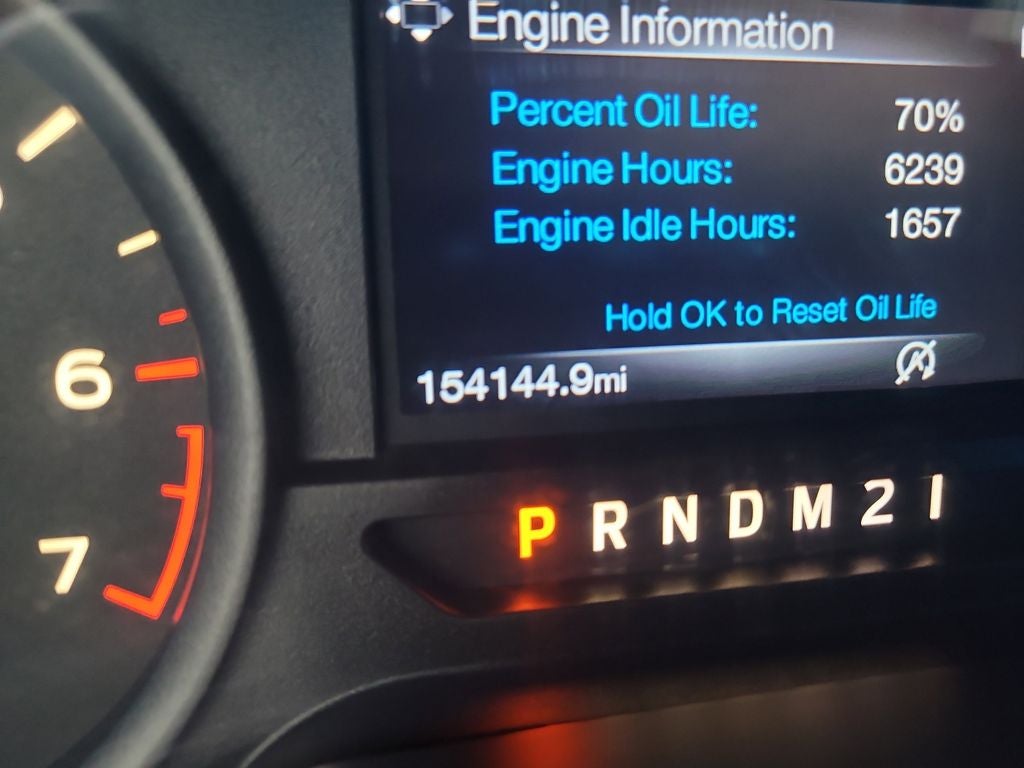 Engine Information
Percent Oil Life: 70%
Engine Hours: 6239
Engine Idle Hours: 1657
Hold OK to Reset Oil Life
154144.9mi
6
7
P R N D M 2 1